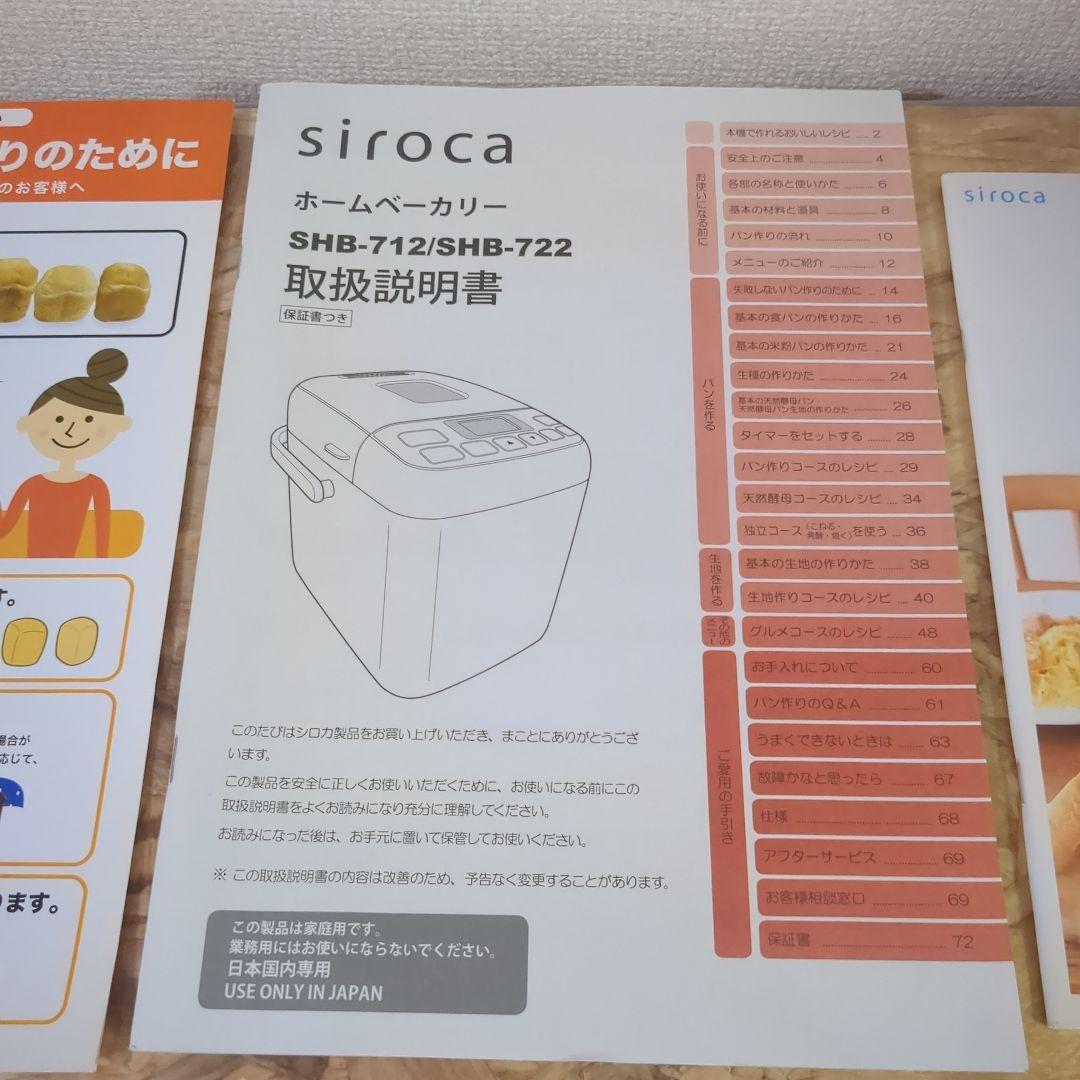 りのために
のお客様へ
す。
場合が
応じて、
ります。
siroca
ホームベーカリー
SHB-712/SHB-722
取扱説明書
保証書つき
このたびはシロカ製品をお買い上げいただき、まことにありがとうござ
います。
この製品を安全に正しくお使いいただくために、お使いになる前にこの
取扱説明書をよくお読みになり充分に理解してください。
お読みになった後は、お手元に置いて保管してお使いください。
※ この取扱説明書の内容は改善のため、予告なく変更することがあります。
この製品は家庭用です。
業務用にはお使いにならないでください。
日本国内専用
USE ONLY IN JAPAN
本機で作れるおいしいレシピ ..... 2
お使いになる前に
安全上のご注意 ..... 4
各部の名称と使いかた ..... 6
基本の材料と道具 ..... 8
パン作りの流れ ..... 10
メニューのご紹介 ..... 12
パンを作る
失敗しないパン作りのために ... 14
基本の食パンの作りかた ... 16
基本の米粉パンの作りかた ... 21
生種の作りかた ..... 24
基本の天然酵母パン・
天然酵母パン生地の作りかた ..... 26
タイマーをセットする ..... 28
パン作りコースのレシピ ... 29
天然酵母コースのレシピ ..... 34
独立コース（こねる・発酵・焼く）を使う ... 36
生地を作る
基本の生地の作りかた ..... 38
生地作りコースのレシピ .... 40
その他のメニュー
グルメコースのレシピ ..... 48
ご愛用の手引き
お手入れについて ..... 60
パン作りのQ＆A ..... 61
うまくできないときは ..... 63
故障かなと思ったら ..... 67
仕様 ..... 68
アフターサービス ..... 69
お客様相談窓口 ..... 69
保証書 ..... 72
siroca